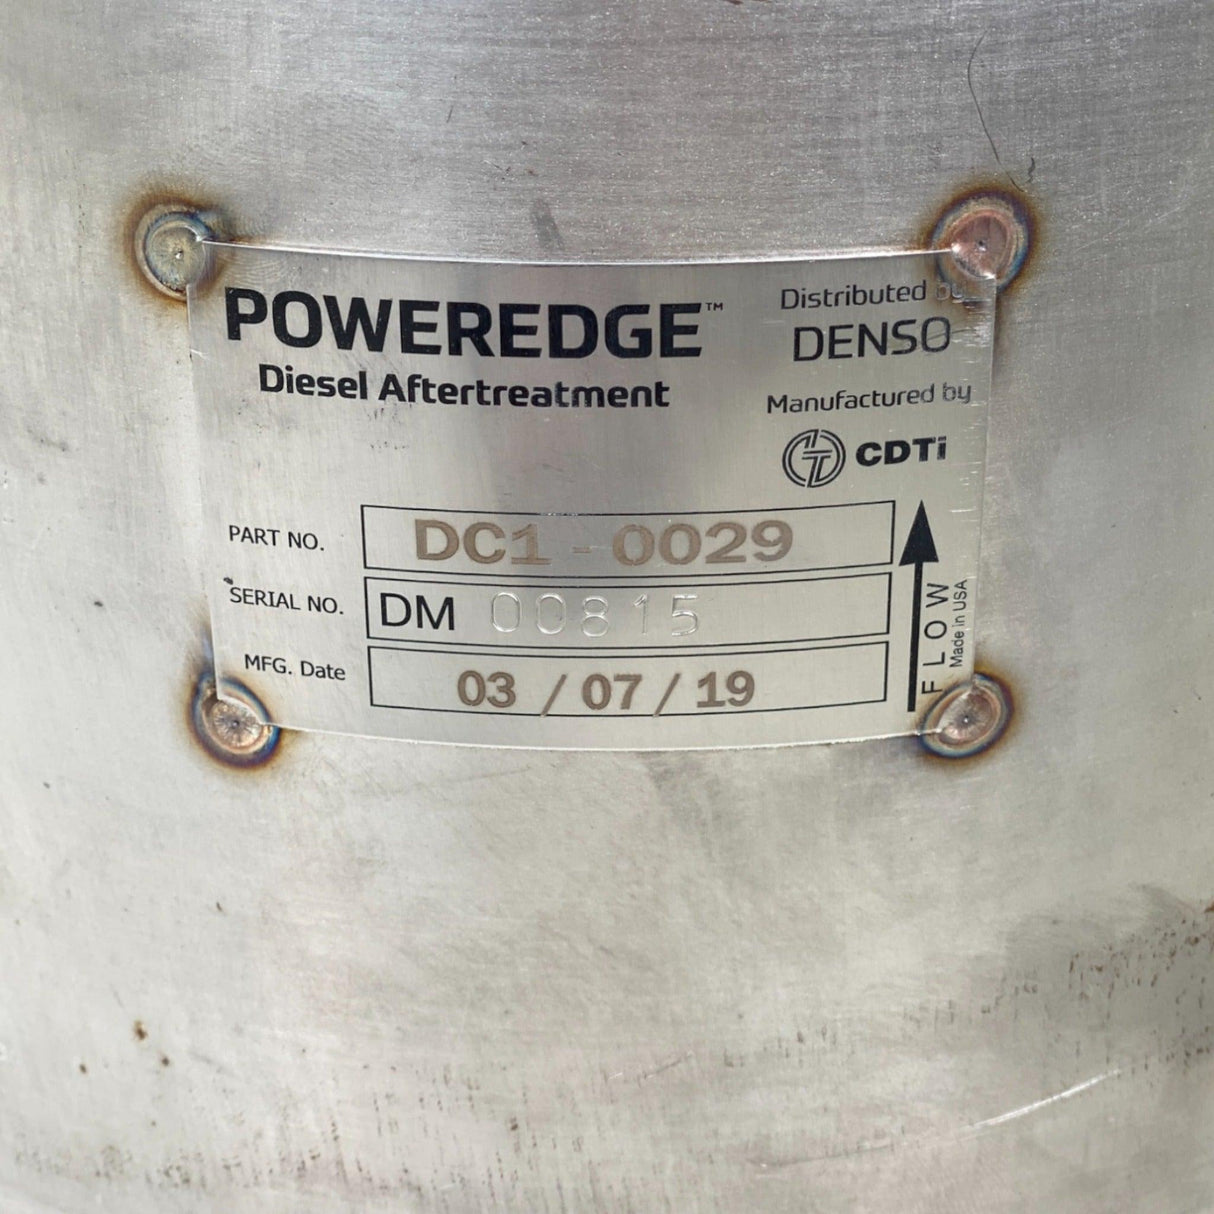 POWEREDGE™
Diesel Aftertreatment
Distributed by
DENSO
Manufactured by
CDTi
PART NO. DC1-0029
SERIAL NO. DM 00815
MFG. Date 03 / 07 / 19
FLOW
Made in USA